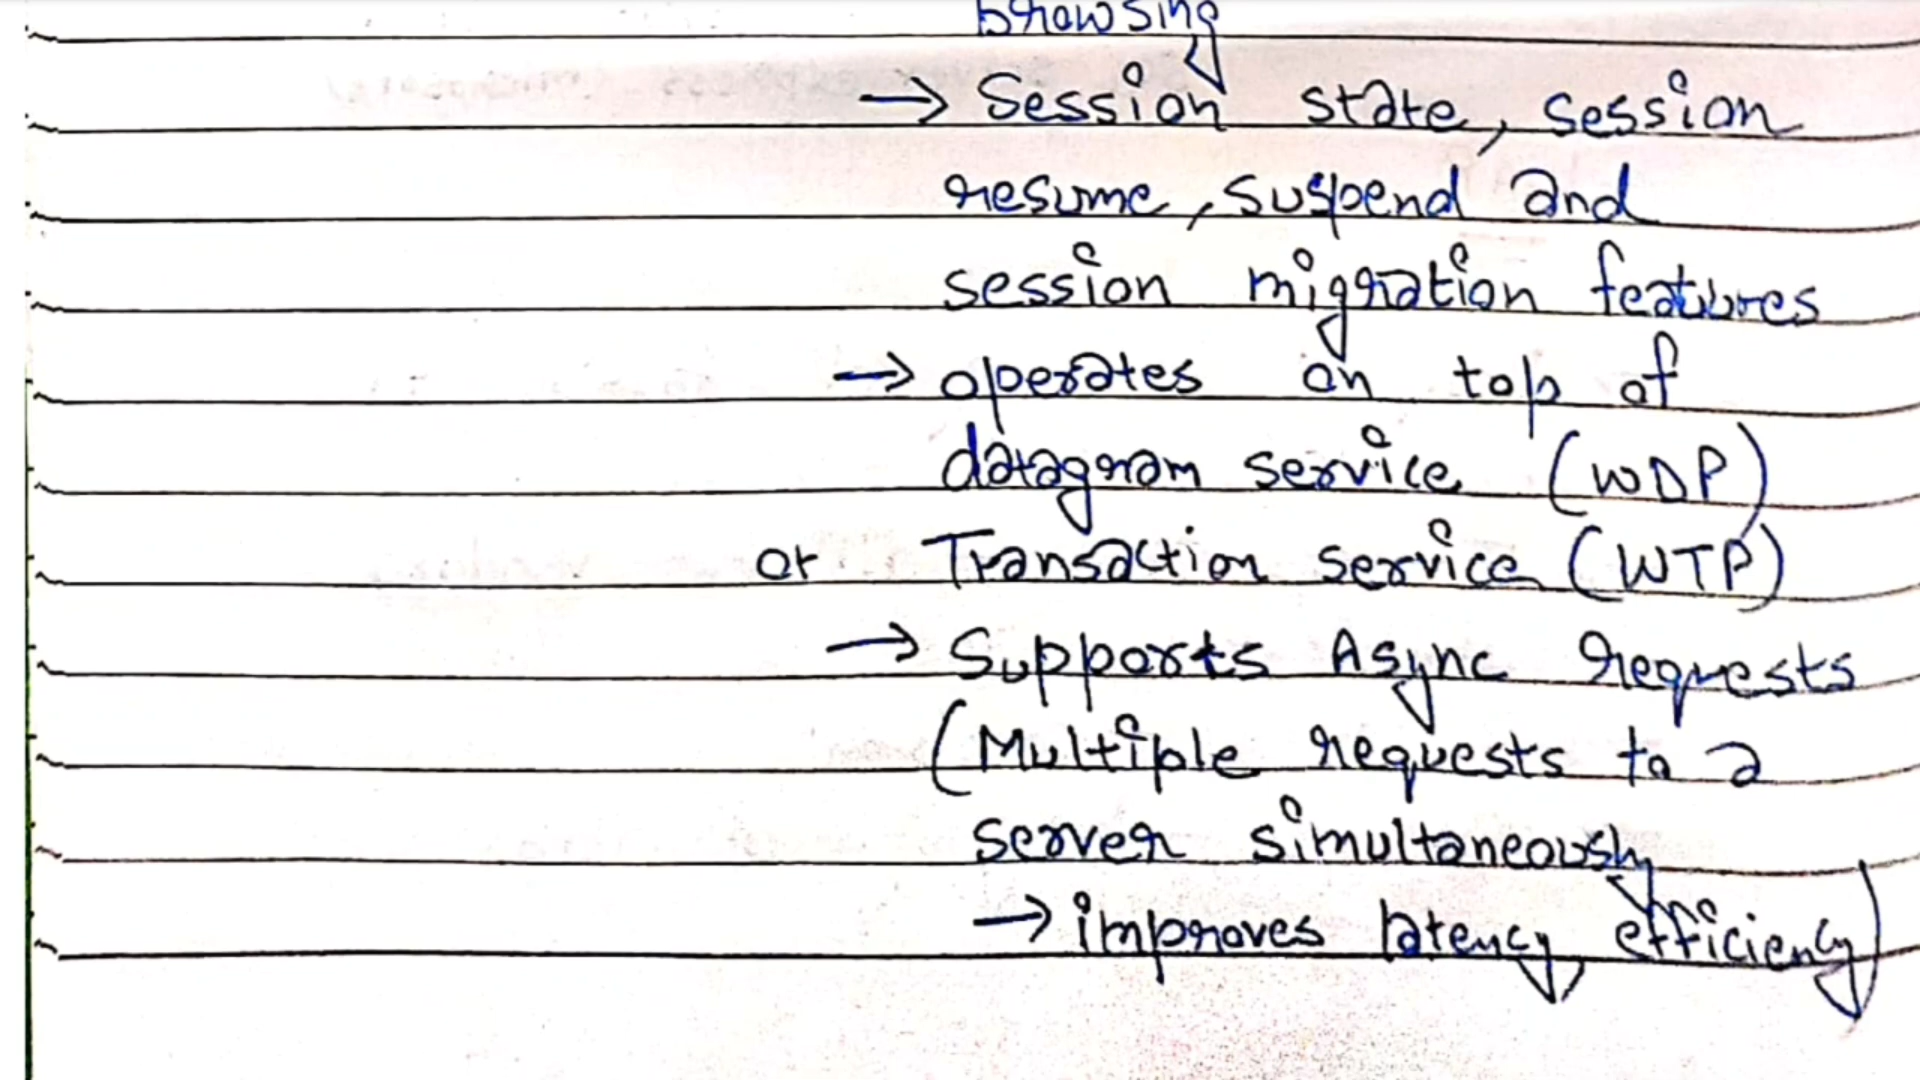 browsing
→ Session state, session
resume, suspend and
session migration features
→ operates on top of
datagram service (WDP)
or Transaction service (WTP)
→ Supports Async requests
(Multiple requests to a
server simultaneously
→ improves latency, efficiency)